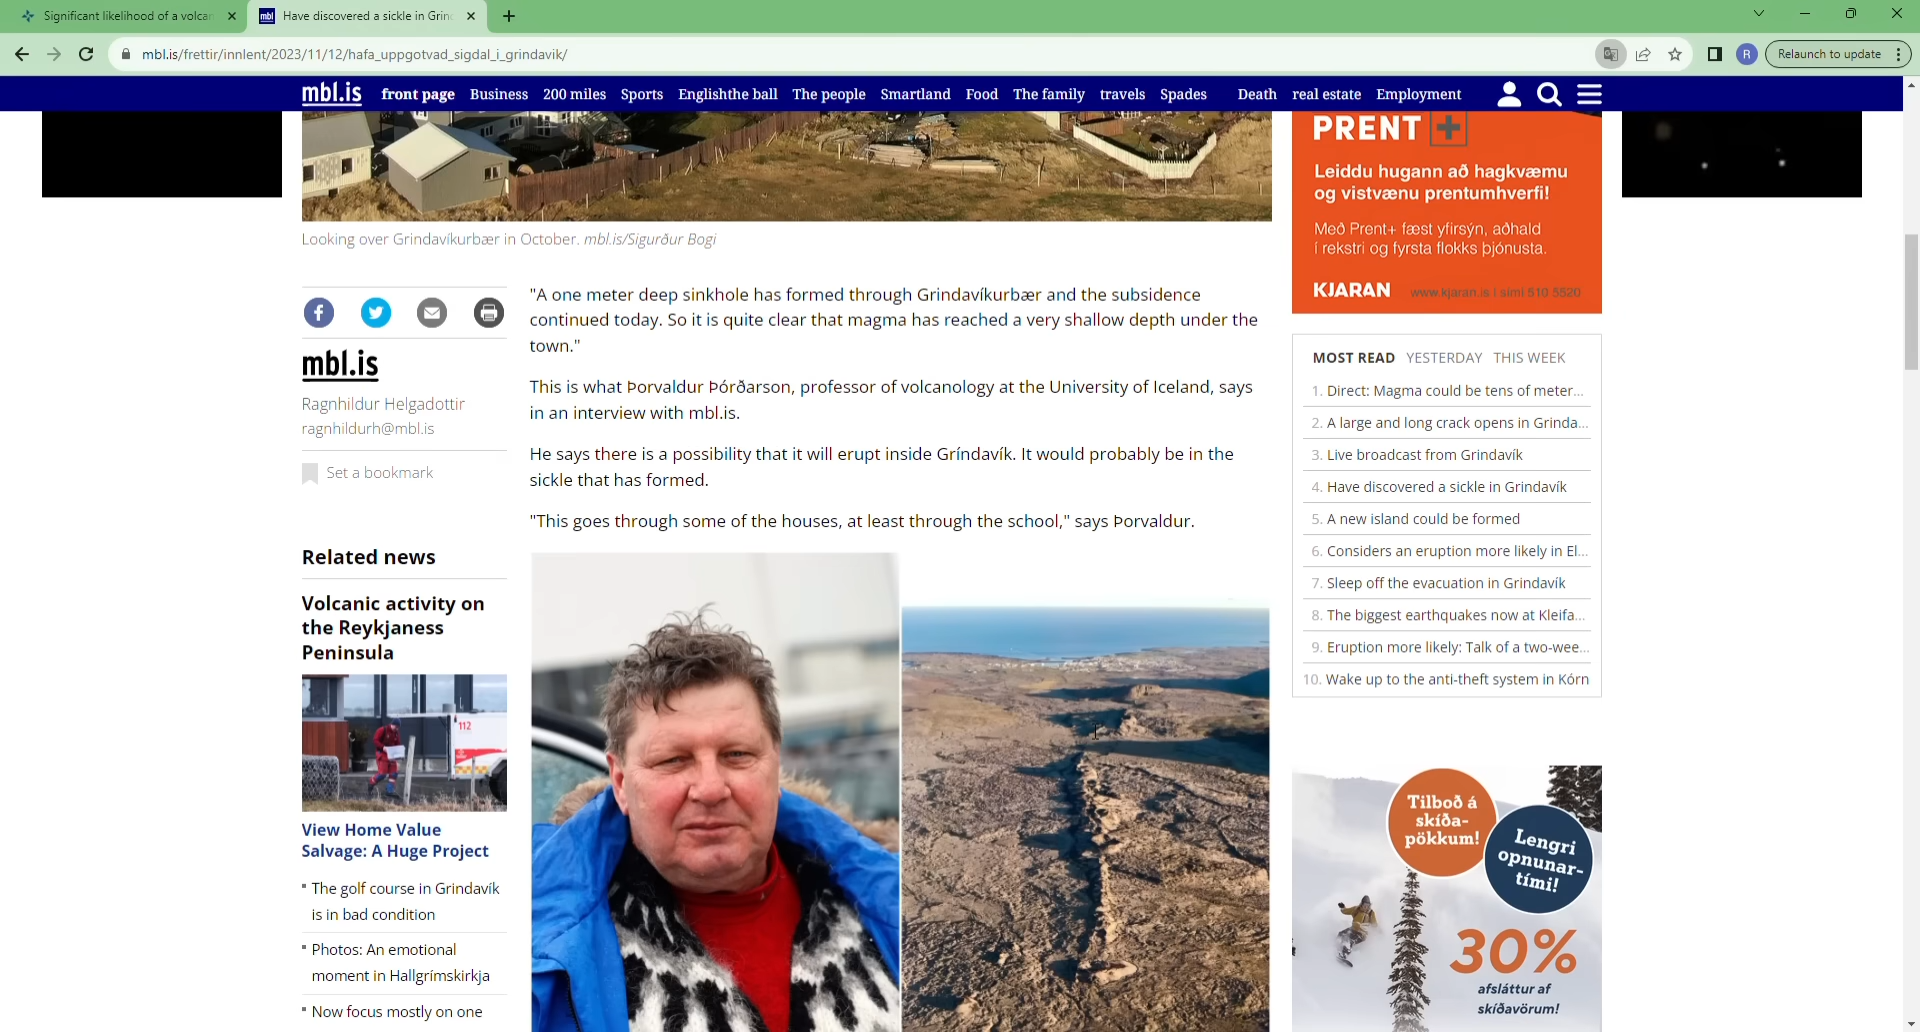 Significant likelihood of a volcan
Have discovered a sickle in Grin
mbl.is/frettir/innlent/2023/11/12/hafa_uppgotvad_sigdal_i_grindavik/
R
Relaunch to update
mbl.is front page Business 200 miles Sports Englishthe ball The people Smartland Food The family travels Spades Death real estate Employment
Looking over Grindavíkurbær in October. mbl.is/Sigurður Bogi
mbl.is
Ragnhildur Helgadottir
ragnhildurh@mbl.is
Set a bookmark
"A one meter deep sinkhole has formed through Grindavíkurbær and the subsidence
continued today. So it is quite clear that magma has reached a very shallow depth under the
town."
This is what Þorvaldur Þórðarson, professor of volcanology at the University of Iceland, says
in an interview with mbl.is.
He says there is a possibility that it will erupt inside Gríndavík. It would probably be in the
sickle that has formed.
"This goes through some of the houses, at least through the school," says Þorvaldur.
Related news
Volcanic activity on
the Reykjaness
Peninsula
112
View Home Value
Salvage: A Huge Project
The golf course in Grindavík
is in bad condition
Photos: An emotional
moment in Hallgrímskirkja
Now focus mostly on one
PRENT +
Leiddu hugann að hagkvæmu
og vistvænu prentumhverfi!
Með Prent+ fæst yfirsýn, aðhald
í rekstri og fyrsta flokks þjónusta.
KJARAN www.kjaran.is | sími 510 5520
MOST READ YESTERDAY THIS WEEK
1. Direct: Magma could be tens of meter...
2. A large and long crack opens in Grinda...
3. Live broadcast from Grindavík
4. Have discovered a sickle in Grindavík
5. A new island could be formed
6. Considers an eruption more likely in El...
7. Sleep off the evacuation in Grindavík
8. The biggest earthquakes now at Kleifa...
9. Eruption more likely: Talk of a two-wee...
10. Wake up to the anti-theft system in Kórn
Tilboð á
skíða-
pökkum!
Lengri
opnunar-
tími!
30%
afsláttur af
skíðavörum!